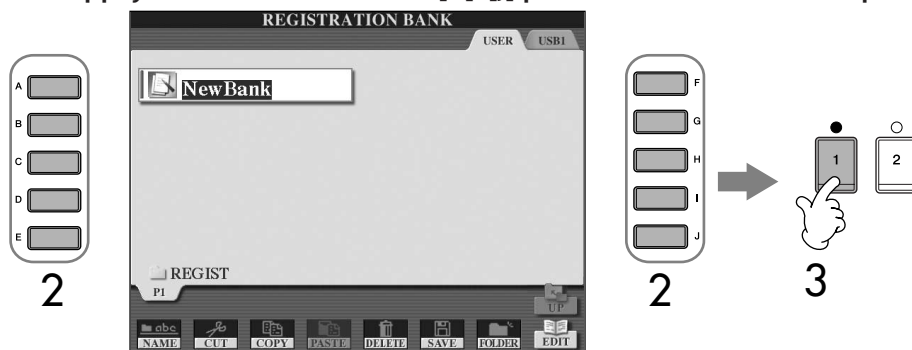 REGISTRATION BANK
USER USB1
NewBank
A
B
C
D
E
2
F
G
H
I
J
2
1
2
3
REGIST
P1
UP
abc
NAME CUT COPY PASTE DELETE SAVE FOLDER EDIT